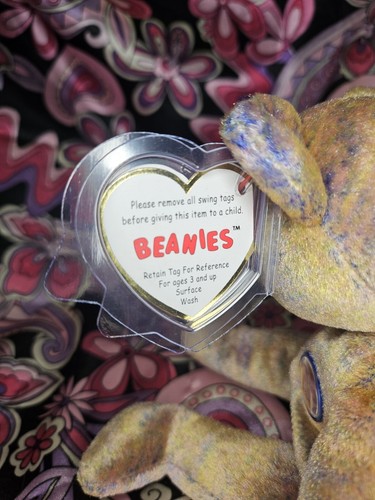 Please remove all swing tags
before giving this item to a child.
BEANIES™
Retain Tag For Reference
For ages 3 and up
Surface
Wash